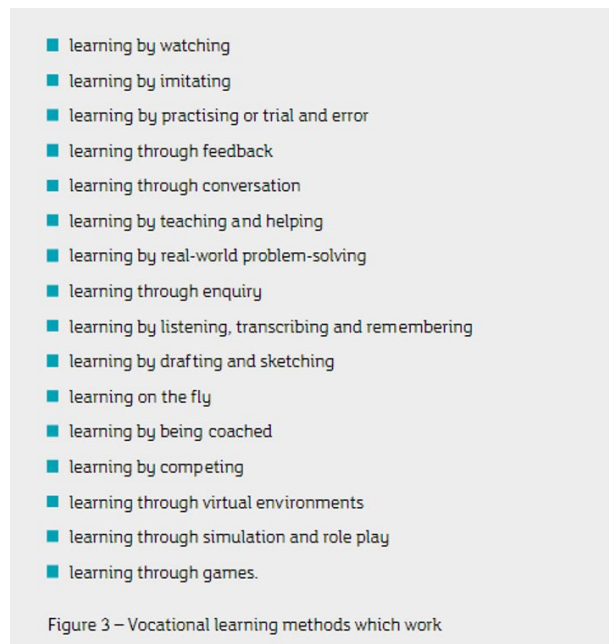 learning by watching
learning by imitating
learning by practising or trial and error
learning through feedback
learning through conversation
learning by teaching and helping
learning by real-world problem-solving
learning through enquiry
learning by listening, transcribing and remembering
learning by drafting and sketching
learning on the fly
learning by being coached
learning by competing
learning through virtual environments
learning through simulation and role play
learning through games.
Figure 3 – Vocational learning methods which work